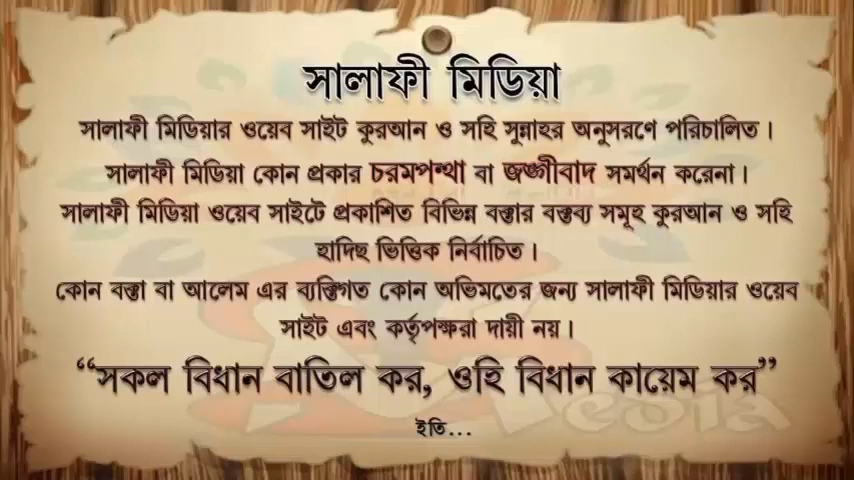 সালাফী মিডিয়া
সালাফী মিডিয়ার ওয়েব সাইট কুরআন ও সহি সুন্নাহর অনুসরণে পরিচালিত।
সালাফী মিডিয়া কোন প্রকার চরমপন্থা বা জঙ্গীবাদ সমর্থন করেনা।
সালাফী মিডিয়া ওয়েব সাইটে প্রকাশিত বিভিন্ন বক্তার বক্তব্য সমূহ কুরআন ও সহি
হাদিছ ভিত্তিক নির্বাচিত।
কোন বক্তা বা আলেম এর ব্যক্তিগত কোন অভিমতের জন্য সালাফী মিডিয়ার ওয়েব
সাইট এবং কর্তৃপক্ষরা দায়ী নয়।
“সকল বিধান বাতিল কর, ওহি বিধান কায়েম কর”
ইতি...